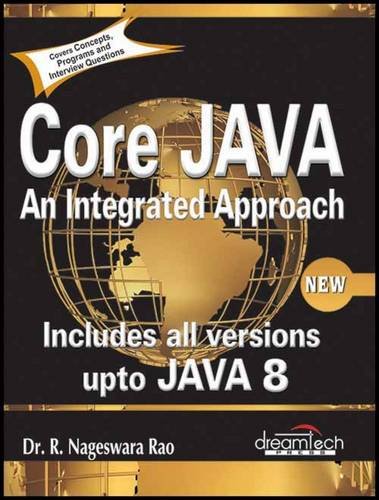 Covers Concepts,
Programs and
Interview Questions
Core JAVA
An Integrated Approach
NEW
Includes all versions
upto JAVA 8
Dr. R. Nageswara Rao
dreamtech
PRESS